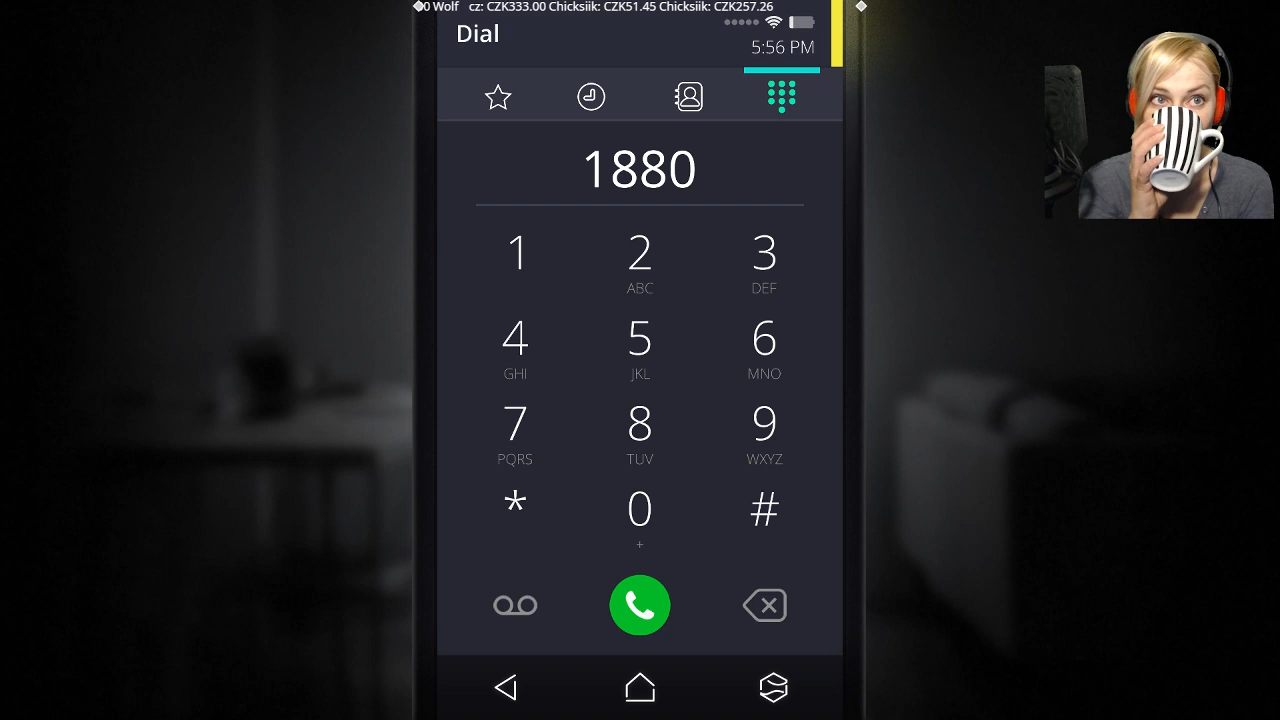 0 Wolf cz: CZK333.00 Chicksiik: CZK51.45 Chicksiik: CZK257.26
Dial
5:56 PM
1880
1 2 3
ABC DEF
4 5 6
GHI JKL MNO
7 8 9
PQRS TUV WXYZ
* 0 #
+